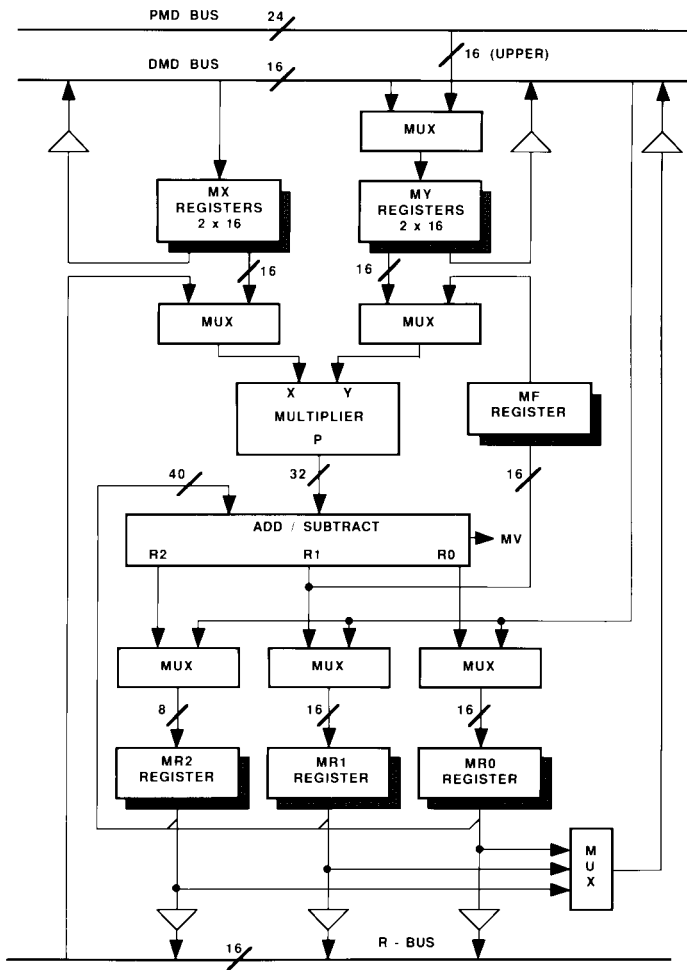 PMD BUS 24
16 (UPPER)
DMD BUS 16
MUX
MX
REGISTERS
2 x 16
MY
REGISTERS
2 x 16
16
16
MUX
MUX
X Y
MULTIPLIER
P
MF
REGISTER
40
32
16
ADD / SUBTRACT
R2 R1 R0
MV
MUX
MUX
MUX
8
16
16
MR2
REGISTER
MR1
REGISTER
MR0
REGISTER
M
U
X
R - BUS
16